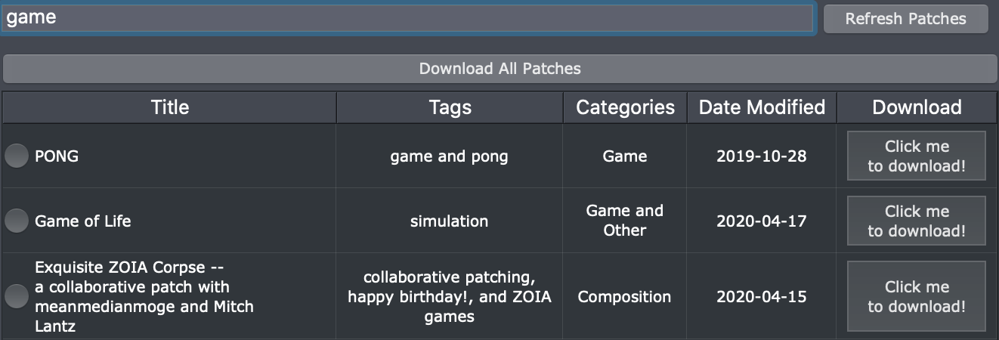 game
Refresh Patches
Download All Patches
Title Tags Categories Date Modified Download
PONG
game and pong
Game
2019-10-28
Click me
to download!
Game of Life
simulation
Game and
Other
2020-04-17
Click me
to download!
Exquisite ZOIA Corpse --
a collaborative patch with
meanmedianmoge and Mitch
Lantz
collaborative patching,
happy birthday!, and ZOIA
games
Composition
2020-04-15
Click me
to download!